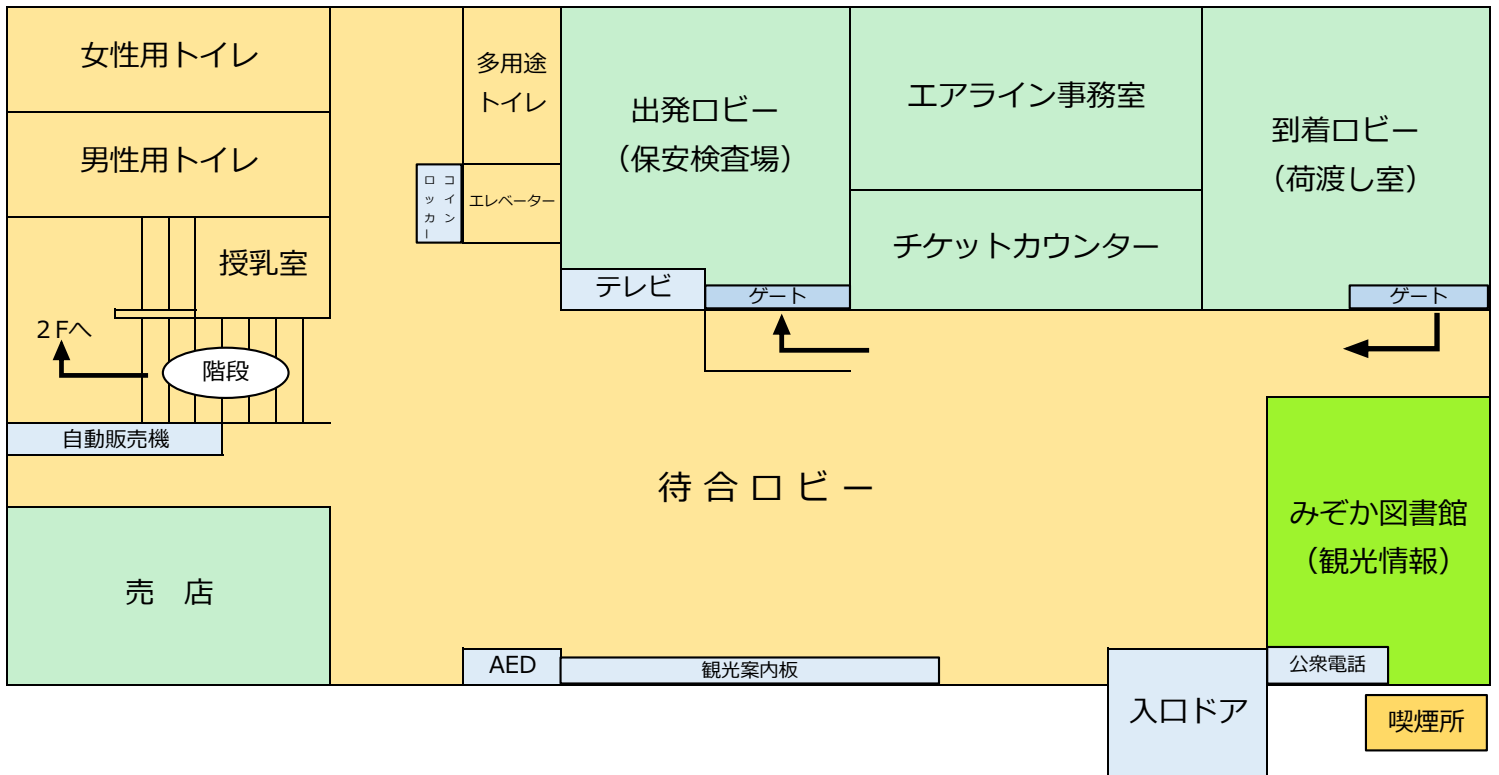 女性用トイレ
男性用トイレ
授乳室
2Fへ
階段
自動販売機
売 店
多用途
トイレ
コインロッカー
エレベーター
出発ロビー
（保安検査場）
テレビ
ゲート
エアライン事務室
チケットカウンター
到着ロビー
（荷渡し室）
ゲート
待合ロビー
みぞか図書館
（観光情報）
AED
観光案内板
公衆電話
入口ドア
喫煙所